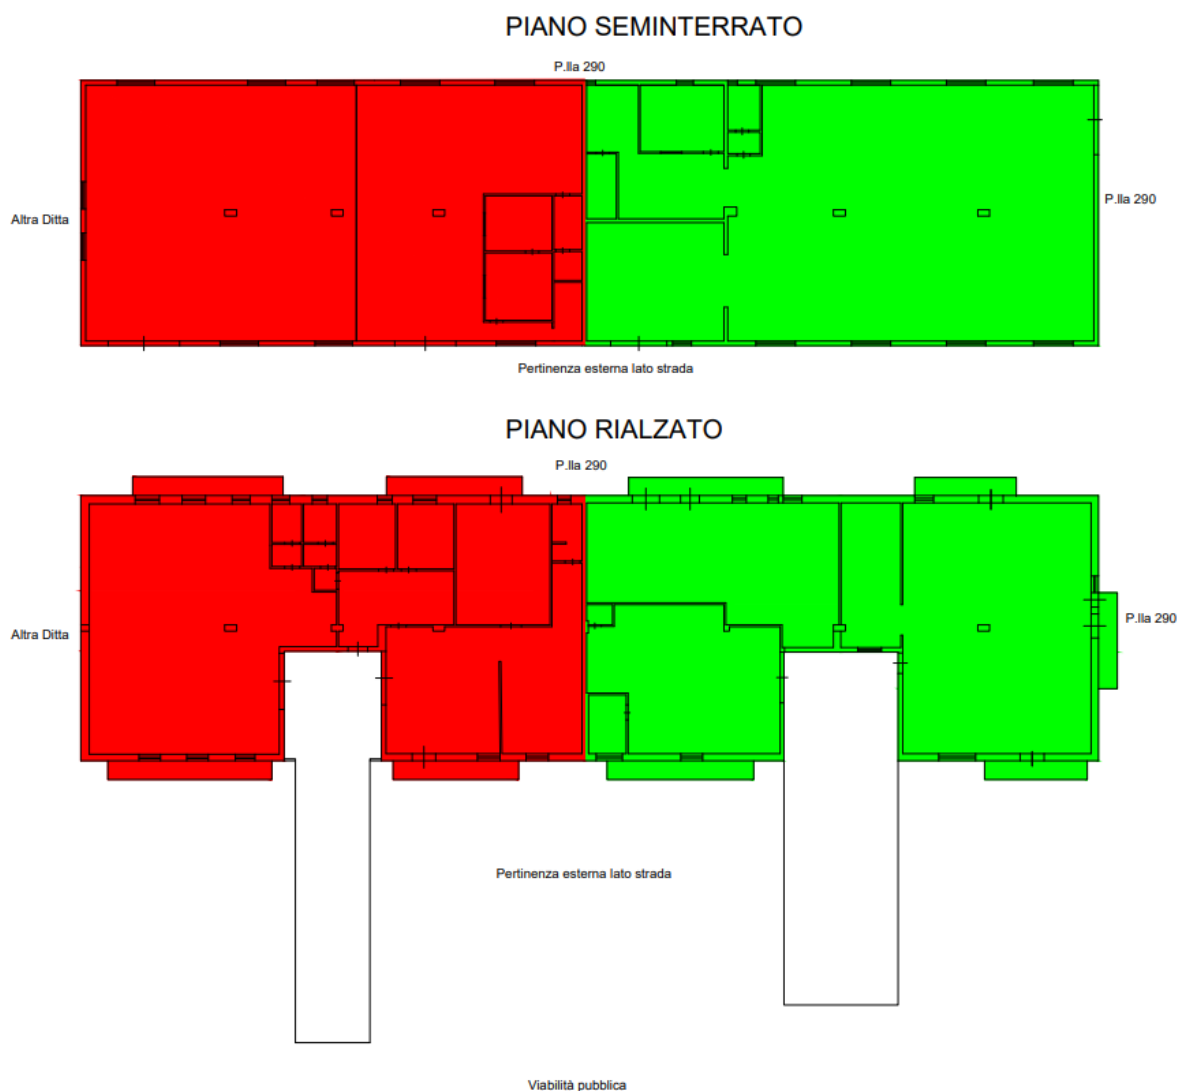 PIANO SEMINTERRATO
P.lla 290
Altra Ditta
P.lla 290
Pertinenza esterna lato strada
PIANO RIALZATO
P.lla 290
Altra Ditta
P.lla 290
Pertinenza esterna lato strada
Viabilità pubblica